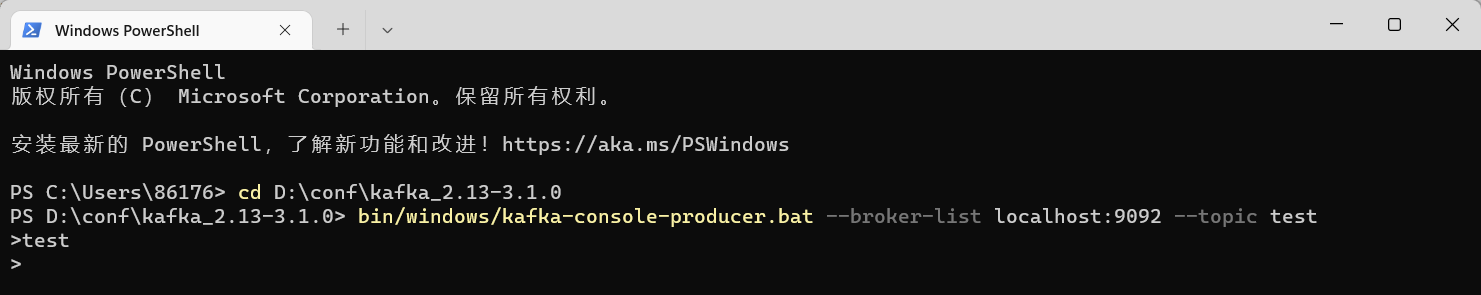 Windows PowerShell
Windows PowerShell
版权所有（C） Microsoft Corporation。保留所有权利。
安装最新的 PowerShell，了解新功能和改进！https://aka.ms/PSWindows
PS C:\Users\86176> cd D:\conf\kafka_2.13-3.1.0
PS D:\conf\kafka_2.13-3.1.0> bin/windows/kafka-console-producer.bat --broker-list localhost:9092 --topic test
>test
>